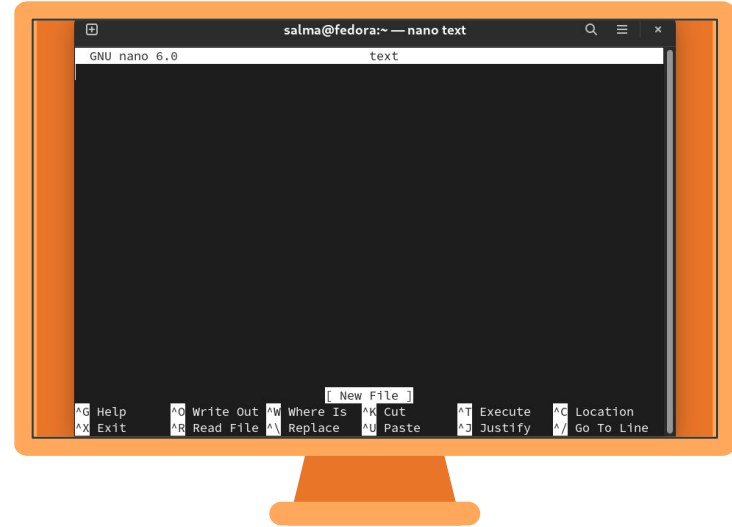 salma@fedora:~ — nano text
GNU nano 6.0 text
[ New File ]
^G Help ^O Write Out ^W Where Is ^K Cut ^T Execute ^C Location
^X Exit ^R Read File ^\ Replace ^U Paste ^J Justify ^/ Go To Line